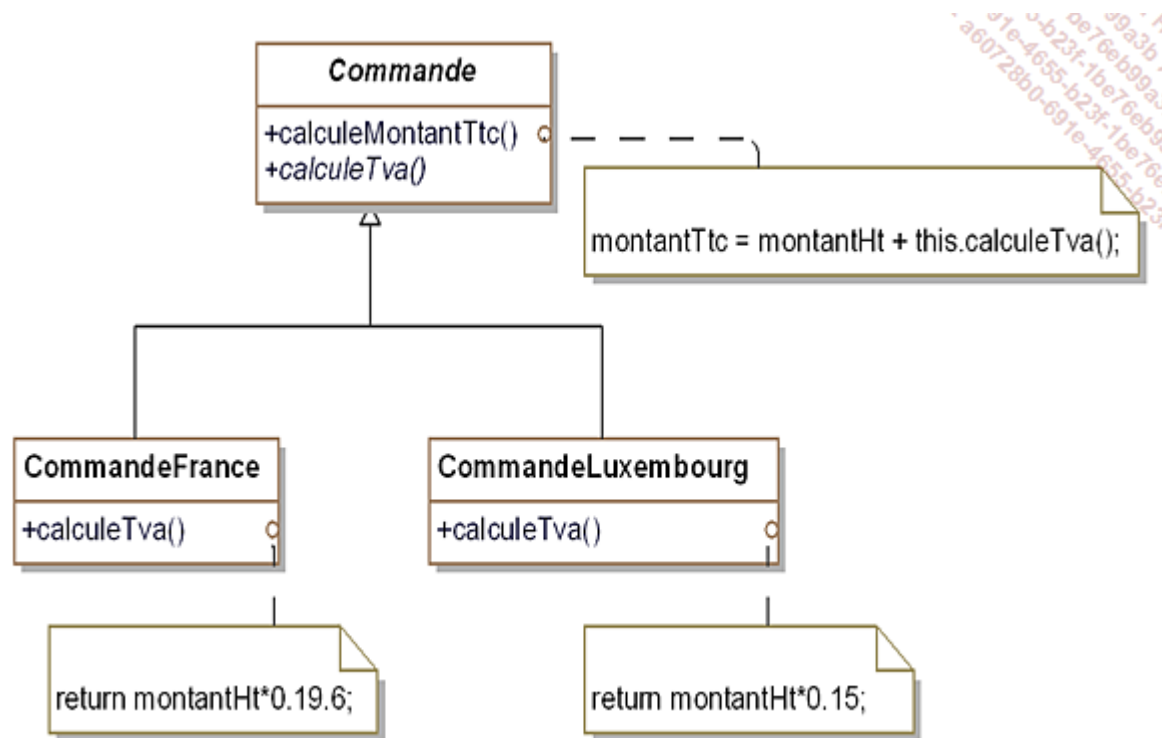 Commande
+calculeMontantTtc()
+calculeTva()
montantTtc = montantHt + this.calculeTva();
CommandeFrance
+calculeTva()
CommandeLuxembourg
+calculeTva()
return montantHt*0.19.6;
return montantHt*0.15;